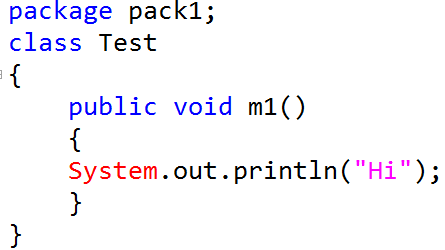 package pack1;
class Test
{
    public void m1()
    {
    System.out.println("Hi");
    }
}